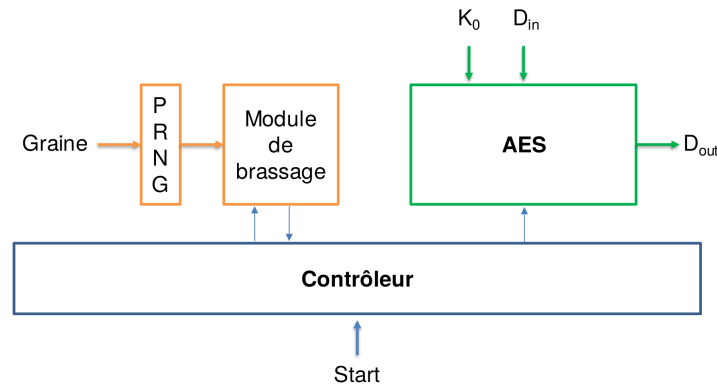 K0 Din
Graine
P
R
N
G
Module
de
brassage
AES
Dout
Contrôleur
Start